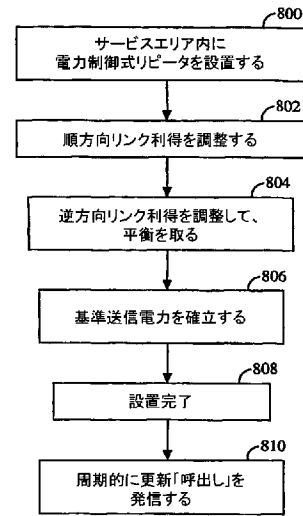 800
サービスエリア内に
電力制御式リピータを設置する
802
順方向リンク利得を調整する
804
逆方向リンク利得を調整して、
平衡を取る
806
基準送信電力を確立する
808
設置完了
810
周期的に更新「呼出し」を
発信する